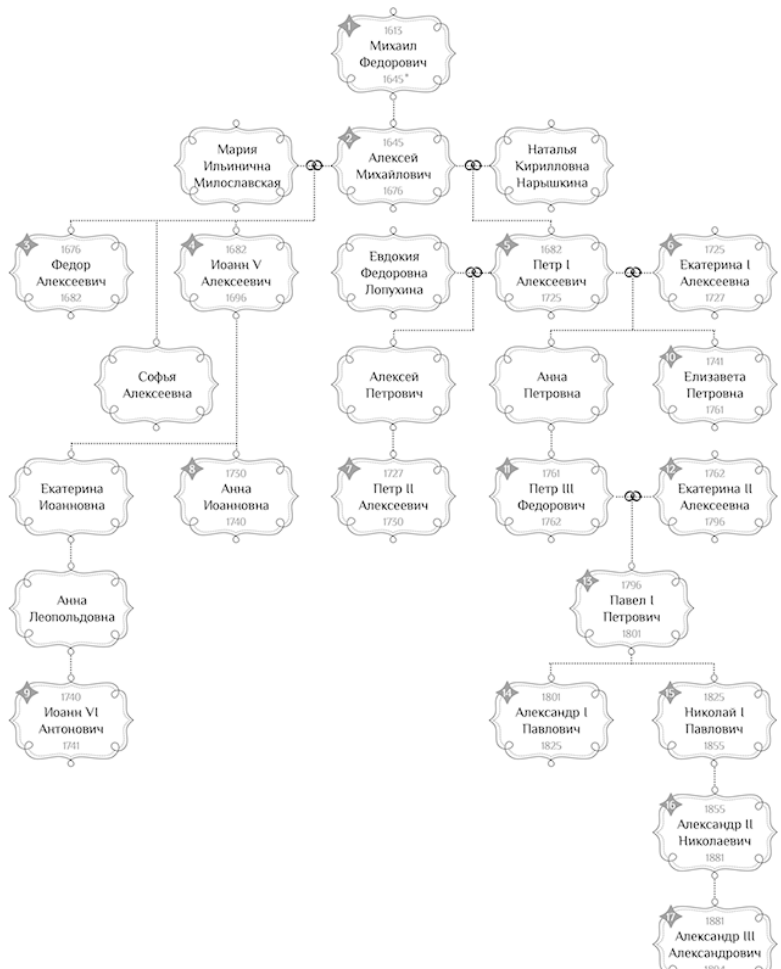 1
1613
Михаил
Федорович
1645*
Мария
Ильинична
Милославская
2
1645
Алексей
Михайлович
1676
Наталья
Кирилловна
Нарышкина
3
1676
Федор
Алексеевич
1682
4
1682
Иоанн V
Алексеевич
1696
Евдокия
Федоровна
Лопухина
5
1682
Петр I
Алексеевич
1725
6
1725
Екатерина I
Алексеевна
1727
Софья
Алексеевна
Алексей
Петрович
Анна
Петровна
10
1741
Елизавета
Петровна
1761
Екатерина
Иоанновна
8
1730
Анна
Иоанновна
1740
7
1727
Петр II
Алексеевич
1730
11
1761
Петр III
Федорович
1762
12
1762
Екатерина II
Алексеевна
1796
Анна
Леопольдовна
13
1796
Павел I
Петрович
1801
9
1740
Иоанн VI
Антонович
1741
14
1801
Александр I
Павлович
1825
15
1825
Николай I
Павлович
1855
16
1855
Александр II
Николаевич
1881
17
1881
Александр III
Александрович